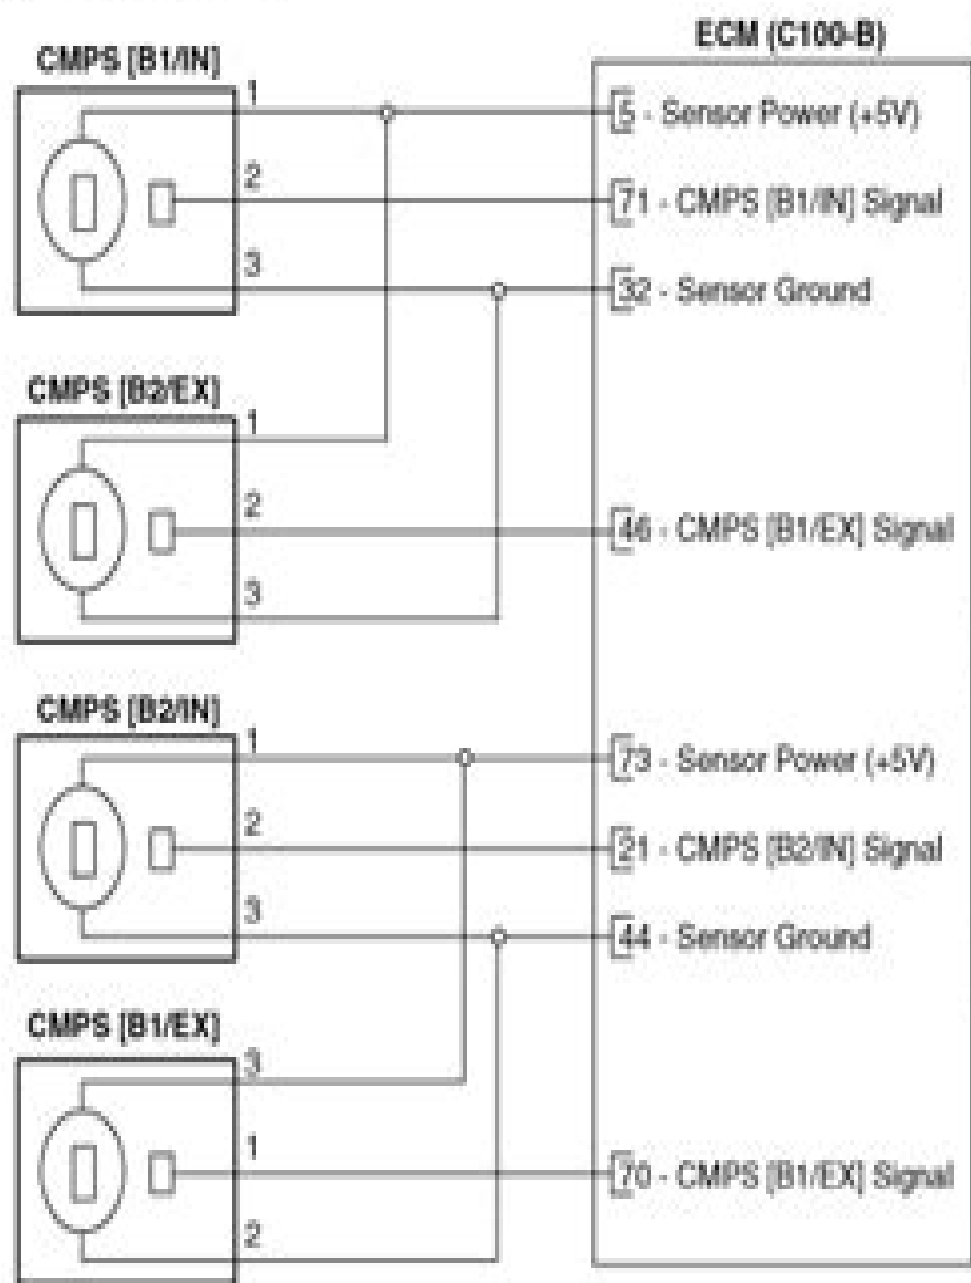 ECM (C100-B)
CMPS [B1/IN]
1
5 - Sensor Power (+5V)
2
71 - CMPS [B1/IN] Signal
3
32 - Sensor Ground
CMPS [B2/EX]
1
2
46 - CMPS [B1/EX] Signal
3
CMPS [B2/IN]
1
73 - Sensor Power (+5V)
2
21 - CMPS [B2/IN] Signal
3
44 - Sensor Ground
CMPS [B1/EX]
3
1
70 - CMPS [B1/EX] Signal
2